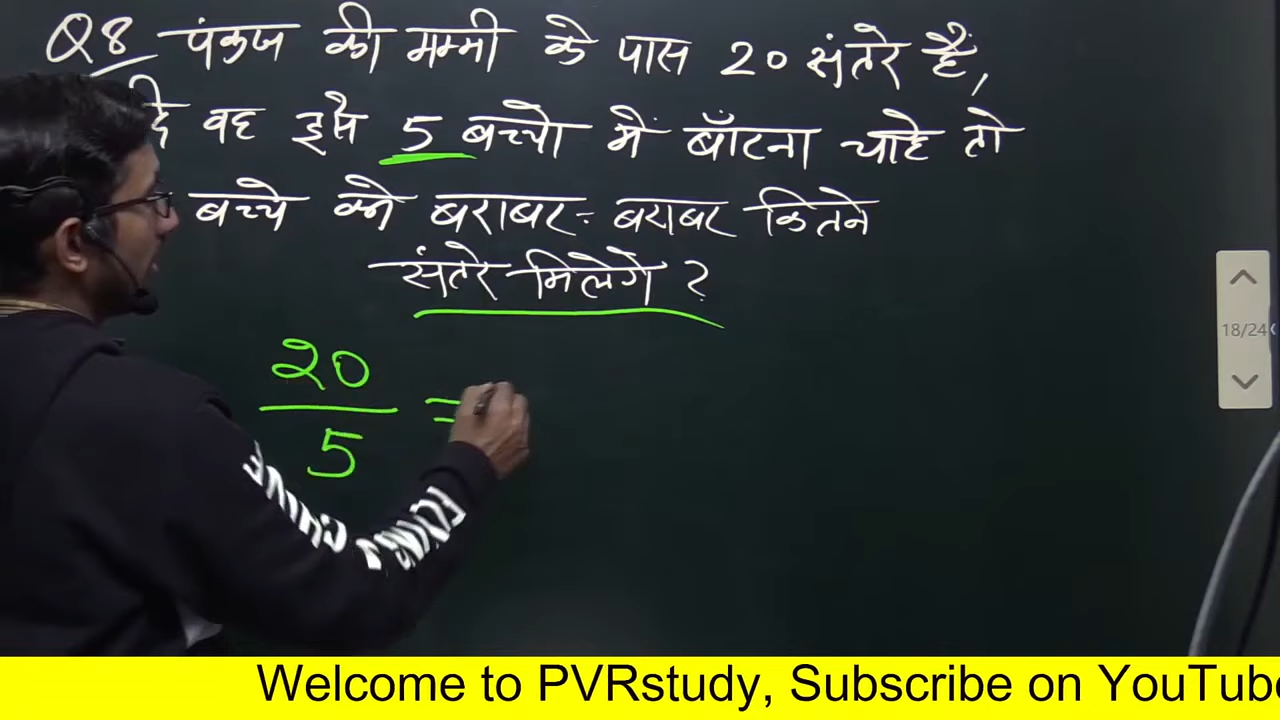 Q8 पंकज की मम्मी के पास 20 संतरे हैं,
वह इसे 5 बच्चो में बाँटना चाहे तो
बच्चे को बराबर - बराबर कितने
संतरे मिलेगे ?
20
5
=
18/24
Welcome to PVRstudy, Subscribe on YouTube